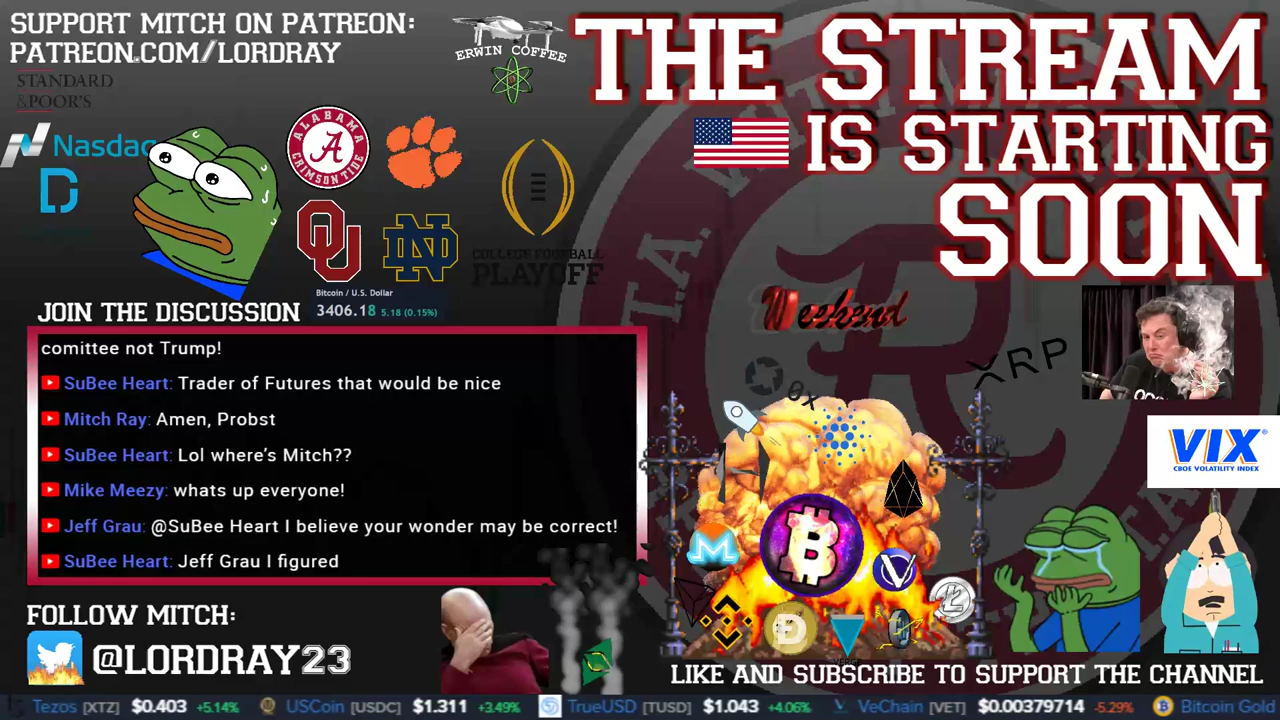 SUPPORT MITCH ON PATREON:
PATREON.COM/LORDRAY
ERWIN COFFEE
THE STREAM
IS STARTING
SOON
STANDARD
&POOR'S
Nasdaq
ALABAMA
A
CRIMSON TIDE
OU
ND
COLLEGE FOOTBALL
PLAYOFF
Bitcoin / U.S. Dollar
3406.18 5.18 (0.15%)
JOIN THE DISCUSSION
comittee not Trump!
SuBee Heart: Trader of Futures that would be nice
Mitch Ray: Amen, Probst
SuBee Heart: Lol where's Mitch??
Mike Meezy: whats up everyone!
Jeff Grau: @SuBee Heart I believe your wonder may be correct!
SuBee Heart: Jeff Grau I figured
Weekend
XRP
0x
VIX®
CBOE VOLATILITY INDEX
FOLLOW MITCH:
@LORDRAY23
LIKE AND SUBSCRIBE TO SUPPORT THE CHANNEL
Tezos [XTZ] $0.403 +5.14% USCoin [USDC] $1.311 +3.49% TrueUSD [TUSD] $1.043 +4.06% VeChain [VET] $0.00379714 -5.29% Bitcoin Gold